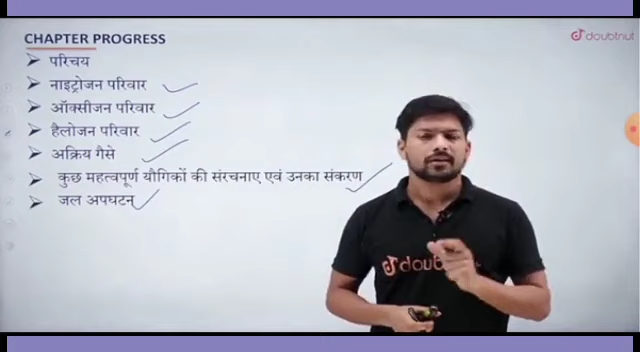 CHAPTER PROGRESS
doubtnut
परिचय
नाइट्रोजन परिवार
ऑक्सीजन परिवार
हैलोजन परिवार
अक्रिय गैसे
कुछ महत्वपूर्ण यौगिकों की संरचनाए एवं उनका संकरण
जल अपघटन
doub